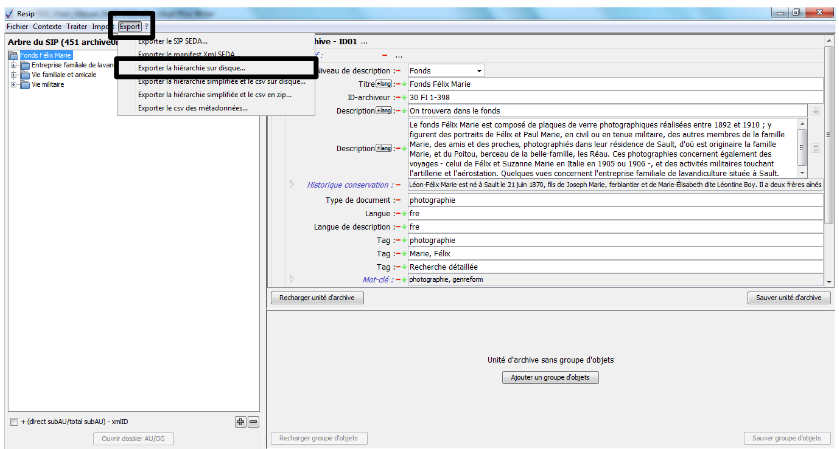 Resip
Fichier Contexte Traiter Import Export ?
Exporter le SIP SEDA...
Exporter le manifest Xml SEDA...
Exporter la hiérarchie sur disque...
Exporter la hiérarchie simplifiée et le csv sur disque...
Exporter la hiérarchie simplifiée et le csv en zip...
Exporter le csv des métadonnées...
Arbre du SIP (451 archives
Fonds Félix Marie
Entreprise familiale de lavan
Vie familiale et amicale
Vie militaire
+ (direct subAU/total subAU) - xmlID
Ouvrir dossier AU/OG
hive - ID01 ...
...
Niveau de description : Fonds
Titre +lang : Fonds Félix Marie
ID-archiveur : 30 FI 1-398
Description +lang : On trouvera dans le fonds
Description +lang :
Le fonds Félix Marie est composé de plaques de verre photographiques réalisées entre 1892 et 1910 ; y
figurent des portraits de Félix et Paul Marie, en civil ou en tenue militaire, des autres membres de la famille
Marie, des amis et des proches, photographiés dans leur résidence de Sault, d'où est originaire la famille
Marie, et du Poitou, berceau de la belle-famille, les Réau. Ces photographies concernent également des
voyages - celui de Félix et Suzanne Marie en Italie en 1905 ou 1906 -, et des activités militaires touchant
l'artillerie et l'aérostation. Quelques vues concernent l'entreprise familiale de lavandiculture située à Sault.
Historique conservation : Léon-Félix Marie est né à Sault le 21 juin 1870, fils de Joseph Marie, ferblantier et de Marie-Élisabeth dite Léontine Boy. Il a deux frères aînés
Type de document : photographie
Langue : fre
Langue de description : fre
Tag : photographie
Tag : Marie, Félix
Tag : Recherche détaillée
Mot-clé : photographie, genreform
Recharger unité d'archive
Sauver unité d'archive
Unité d'archive sans groupe d'objets
Ajouter un groupe d'objets
Recharger groupe d'objets
Sauver groupe d'objets